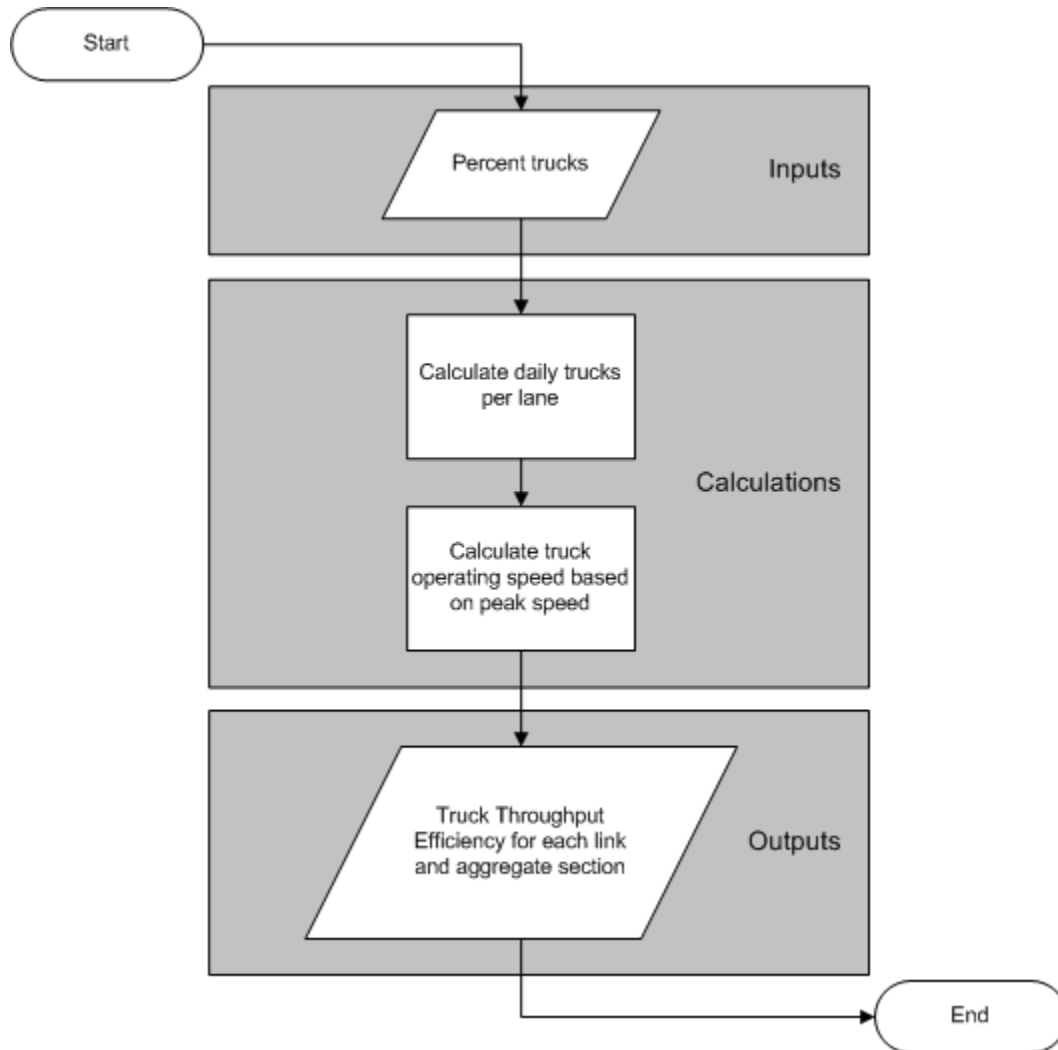 Start
Percent trucks
Inputs
Calculate daily trucks
per lane
Calculations
Calculate truck
operating speed based
on peak speed
Truck Throughput
Efficiency for each link
and aggregate section
Outputs
End